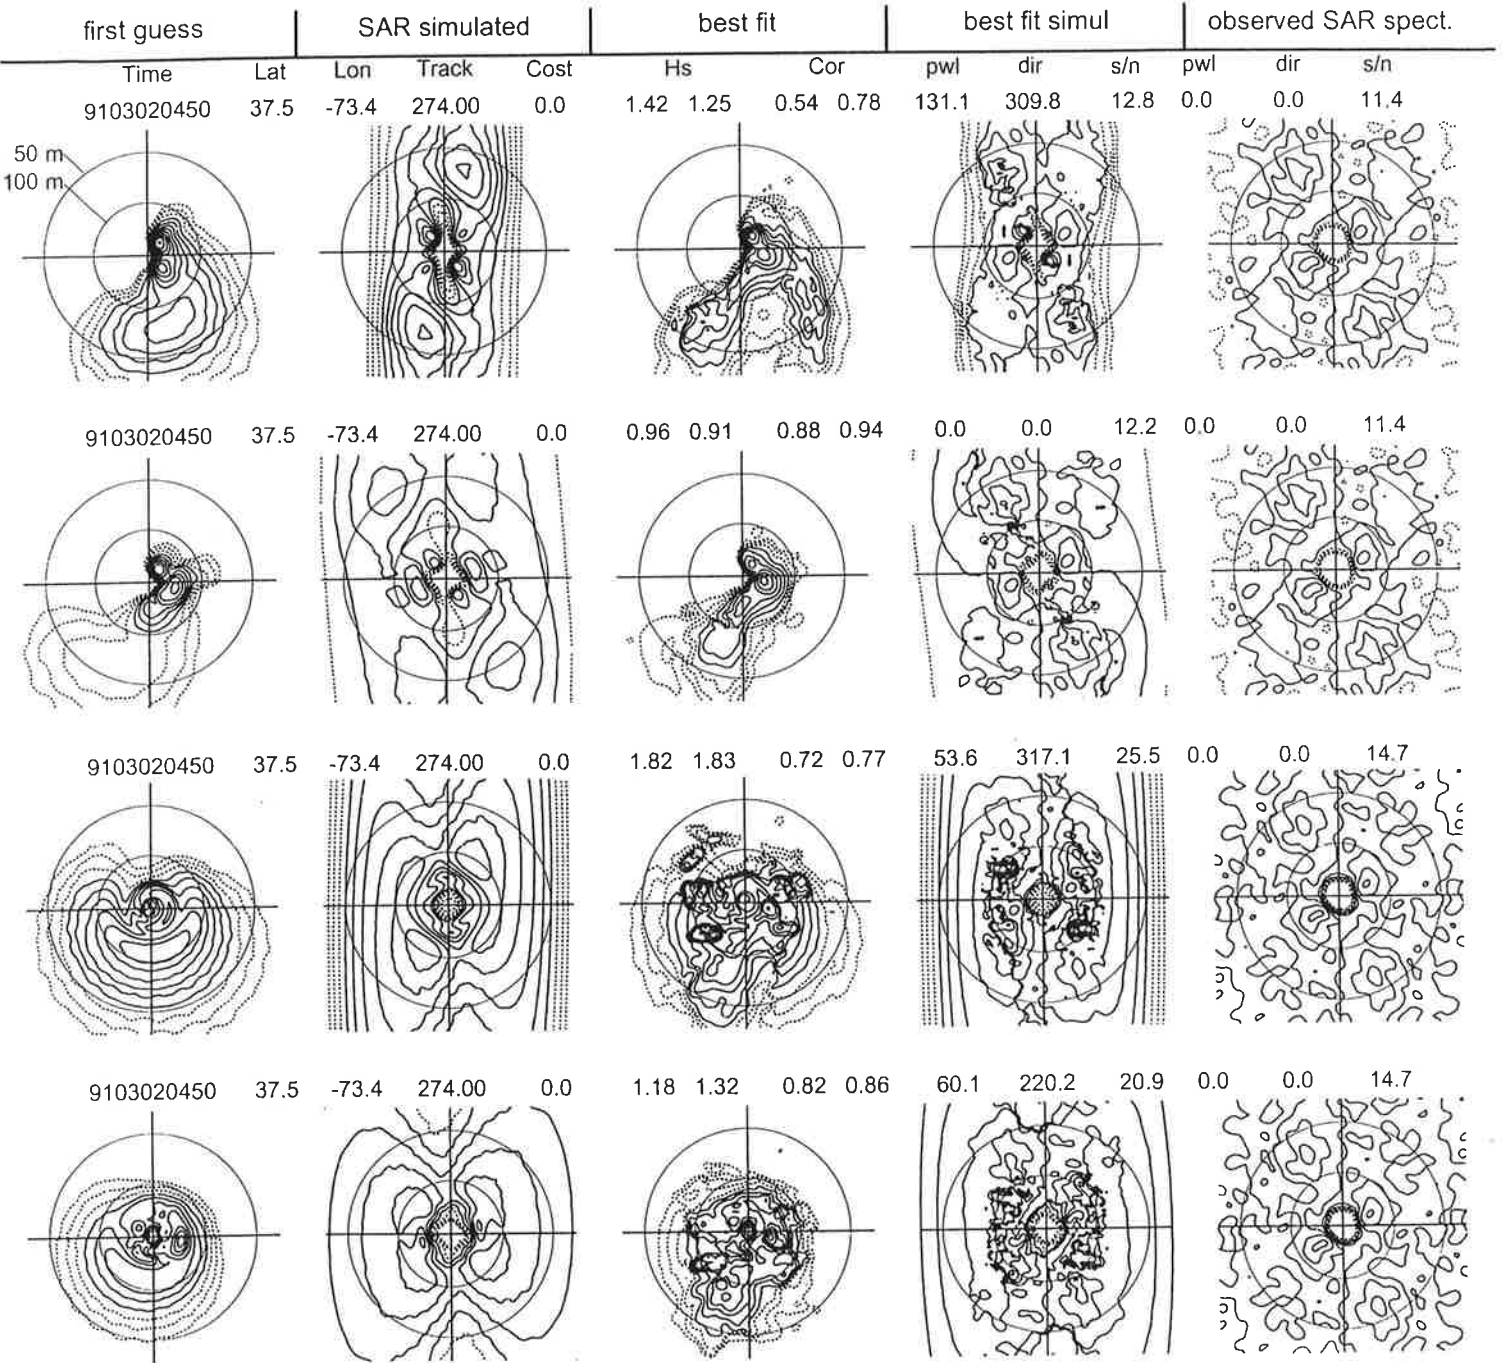 first guess SAR simulated best fit best fit simul observed SAR spect.
Time Lat Lon Track Cost Hs Cor pwl dir s/n pwl dir s/n
9103020450 37.5 -73.4 274.00 0.0 1.42 1.25 0.54 0.78 131.1 309.8 12.8 0.0 0.0 11.4
50 m
100 m
9103020450 37.5 -73.4 274.00 0.0 0.96 0.91 0.88 0.94 0.0 0.0 12.2 0.0 0.0 11.4
9103020450 37.5 -73.4 274.00 0.0 1.82 1.83 0.72 0.77 53.6 317.1 25.5 0.0 0.0 14.7
9103020450 37.5 -73.4 274.00 0.0 1.18 1.32 0.82 0.86 60.1 220.2 20.9 0.0 0.0 14.7